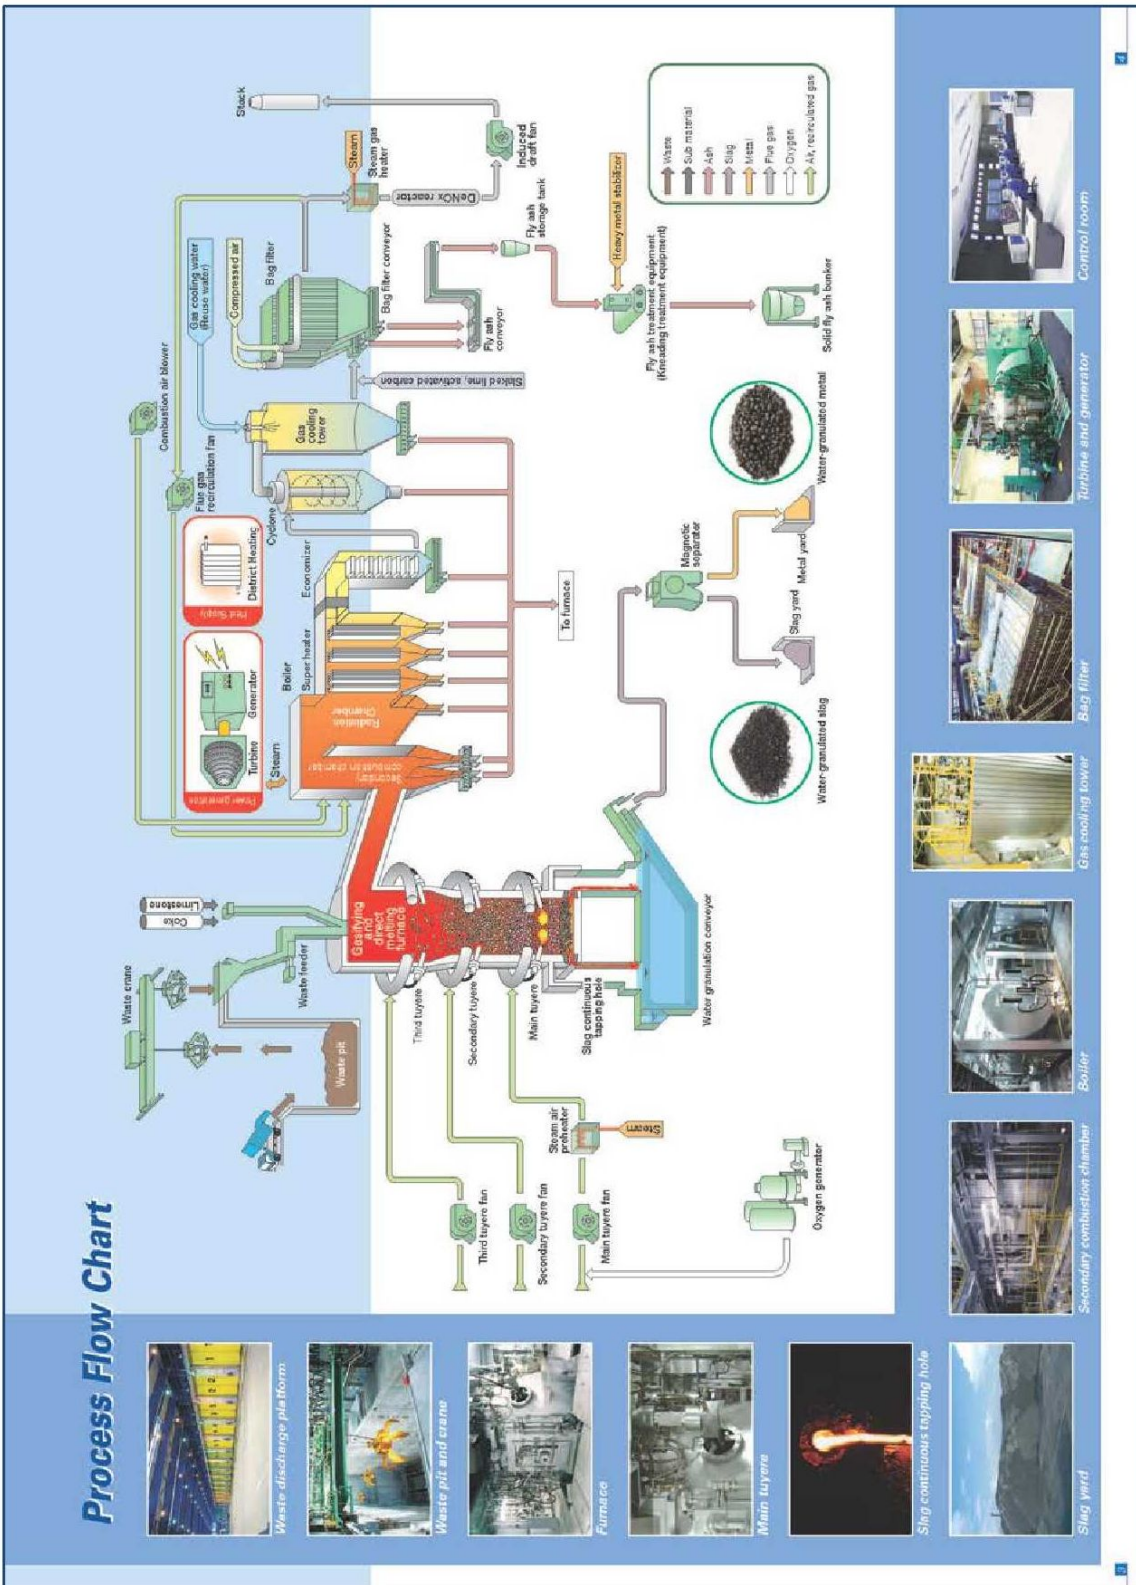 Process Flow Chart
Waste crane
Coke
Limestone
Waste pit
Waste feeder
Gasifying
and
direct
melting
furnace
Third tuyere
Secondary tuyere
Main tuyere
Slag continuous
tapping hole
Water granulation conveyor
Third tuyere fan
Secondary tuyere fan
Main tuyere fan
Steam air
preheater
Steam
Oxygen generator
Power generation
Turbine
Generator
Steam
Heat Supply
District Heating
Boiler
Super heater
Economizer
Secondary
combustion chamber
Radiation
Chamber
Cyclone
Flue gas
recirculation fan
Combustion air blower
Gas cooling water
(Reuse water)
Compressed air
Gas
cooling
tower
Bag filter
Bag filter conveyor
Slaked lime, activated carbon
Stack
Steam
Steam gas
heater
DeNOx reactor
Induced
draft fan
Fly ash
conveyor
Fly ash
storage tank
Heavy metal stabilizer
Fly ash treatment equipment
(Kneading treatment equipment)
Solid fly ash bunker
To furnace
Magnetic
separator
Slag yard
Metal yard
Water-granulated slag
Water-granulated metal
Waste
Sub material
Ash
Slag
Metal
Flue gas
Oxygen
Air, recirculated gas
Waste discharge platform
Waste pit and crane
Furnace
Main tuyere
Slag continuous tapping hole
Slag yard
Secondary combustion chamber
Boiler
Gas cooling tower
Bag filter
Turbine and generator
Control room